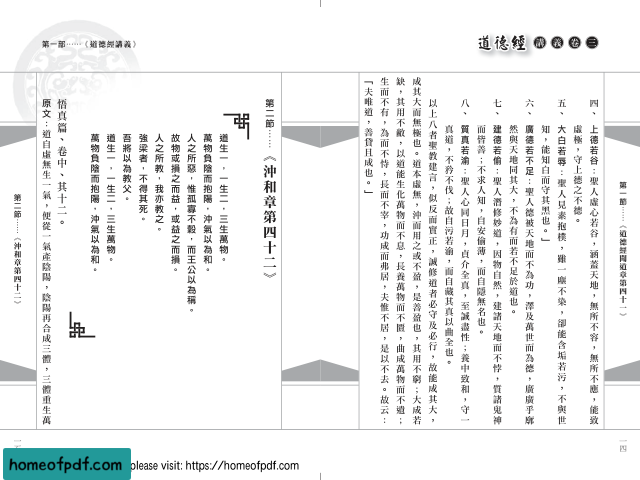 道德經 講義卷三
第一節……《道德經聞道章第四十一》
四、上德若谷：聖人虛心若谷，涵蓋天地，無所不容，無所不應，能致
虛極，守上德之不德。
五、大白若辱：聖人見素抱樸，雖一塵不染，卻能含垢若污，不與世
知，能知白而守其黑也。」
六、廣德若不足：聖人德被天地而不為功，澤及萬世而為德，廣廣乎廓
然與天地同其大，不為有而若不足於道也。
七、建德若偷：聖人潛修妙道，因物自然，建諸天地而不悖，質諸鬼神
而皆善；不求人知，自安偷薄，而自隱無名也。
八、質真若渝：聖人心同日月，貞介全真，至誠盡性；養中致和，守一
真道，不矜不伐；故自污若渝，而自藏其真以曲全也。
以上八者聖教建言，似反而實正，誠修道者必守及必行，故能成其大，
成其大而無極也。道本虛無，沖而用之或不盈，是善盈也，其用不窮；大成若
缺，其用不敝，以道能生化萬物而不息，長養萬物而不匱，曲成萬物而不遺；
生而不有，為而不恃，長而不宰，功成而弗居，夫惟不居，是以不去。故云：
「夫唯道，善貸且成也。」
一四
第一部……《道德經講義》
第二節……《沖和章第四十二》
道生一，一生二，三生萬物。
萬物負陰而抱陽，沖氣以為和。
人之所惡，惟孤寡不穀，而王公以為稱。
故物或損之而益，或益之而損。
人之所教，我亦教之。
強梁者，不得其死。
吾將以為教父。
道生一，一生二，三生萬物。
萬物負陰而抱陽，沖氣以為和。
悟真篇、卷中、其十二。
原文：道自虛無生一氣，便從一氣產陰陽，陰陽再合成三體，三體重生萬
第二節……《沖和章第四十二》
homeofpdf.com
please visit: https://homeofpdf.com